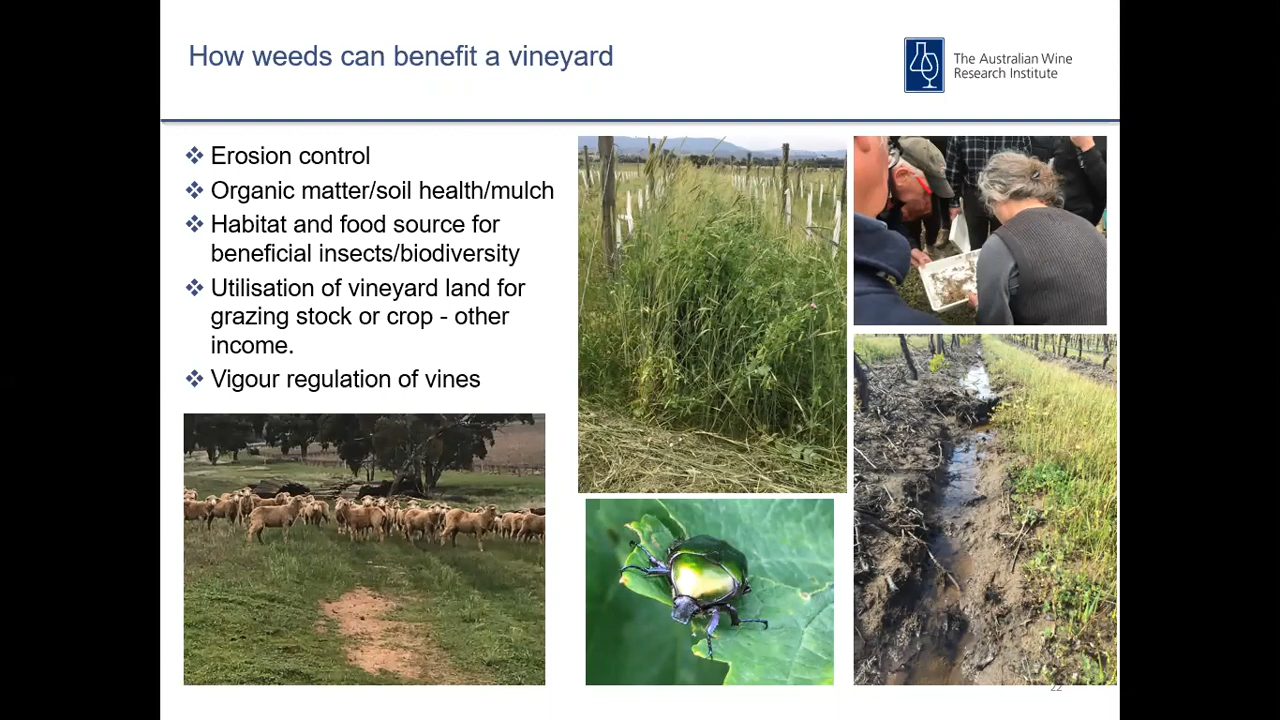 How weeds can benefit a vineyard
The Australian Wine
Research Institute
❖ Erosion control
❖ Organic matter/soil health/mulch
❖ Habitat and food source for
beneficial insects/biodiversity
❖ Utilisation of vineyard land for
grazing stock or crop - other
income.
❖ Vigour regulation of vines
22